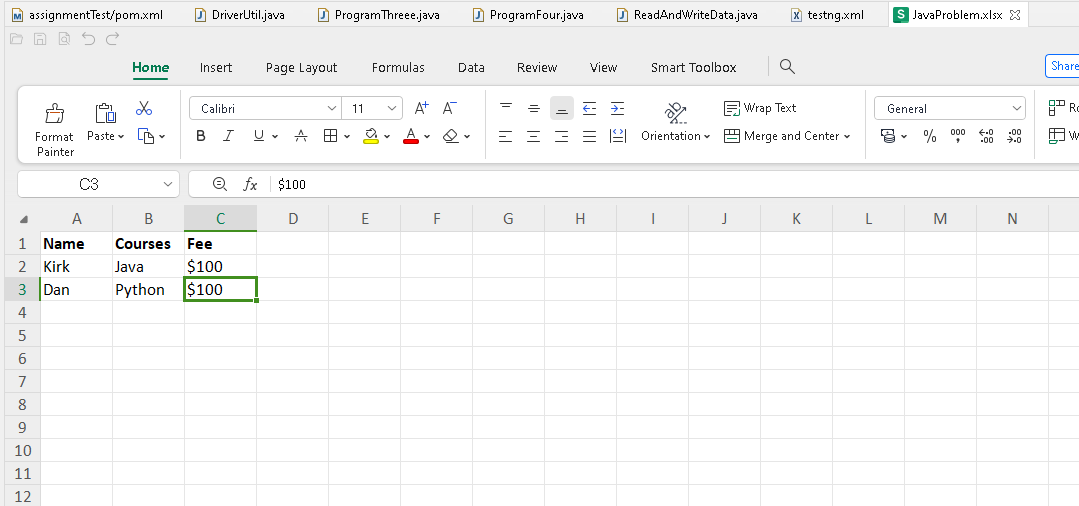 assignmentTest/pom.xml DriverUtil.java ProgramThreee.java ProgramFour.java ReadAndWriteData.java testng.xml JavaProblem.xlsx
Home Insert Page Layout Formulas Data Review View Smart Toolbox Share
Format Painter Paste Calibri 11 A+ A- Wrap Text General Ro
B I U A A Orientation Merge and Center % 000 W
C3 fx $100
A B C D E F G H I J K L M N
1 Name Courses Fee
2 Kirk Java $100
3 Dan Python $100
4
5
6
7
8
9
10
11
12